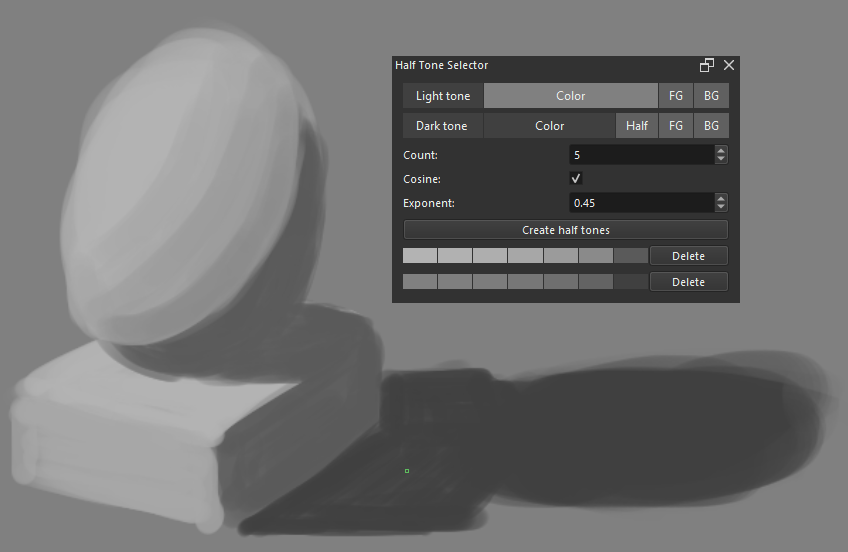 Half Tone Selector
Light tone Color FG BG
Dark tone Color Half FG BG
Count: 5
Cosine:
Exponent: 0.45
Create half tones
Delete
Delete